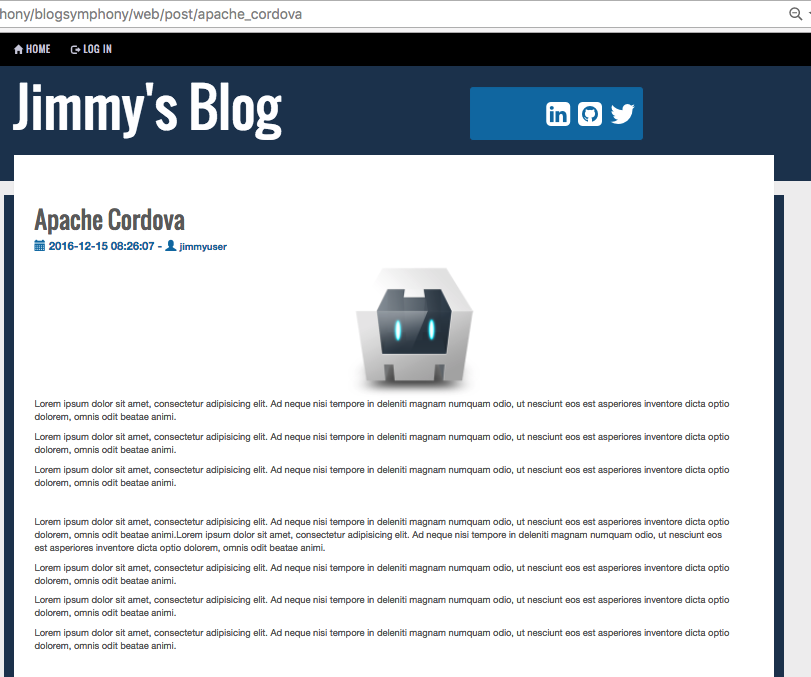 hony/blogsymphony/web/post/apache_cordova
HOME LOG IN
Jimmy's Blog
in
Apache Cordova
2016-12-15 08:26:07 - jimmyuser
Lorem ipsum dolor sit amet, consectetur adipisicing elit. Ad neque nisi tempore in deleniti magnam numquam odio, ut nesciunt eos est asperiores inventore dicta optio
dolorem, omnis odit beatae animi.
Lorem ipsum dolor sit amet, consectetur adipisicing elit. Ad neque nisi tempore in deleniti magnam numquam odio, ut nesciunt eos est asperiores inventore dicta optio
dolorem, omnis odit beatae animi.
Lorem ipsum dolor sit amet, consectetur adipisicing elit. Ad neque nisi tempore in deleniti magnam numquam odio, ut nesciunt eos est asperiores inventore dicta optio
dolorem, omnis odit beatae animi.
Lorem ipsum dolor sit amet, consectetur adipisicing elit. Ad neque nisi tempore in deleniti magnam numquam odio, ut nesciunt eos est asperiores inventore dicta optio
dolorem, omnis odit beatae animi.Lorem ipsum dolor sit amet, consectetur adipisicing elit. Ad neque nisi tempore in deleniti magnam numquam odio, ut nesciunt eos
est asperiores inventore dicta optio dolorem, omnis odit beatae animi.
Lorem ipsum dolor sit amet, consectetur adipisicing elit. Ad neque nisi tempore in deleniti magnam numquam odio, ut nesciunt eos est asperiores inventore dicta optio
dolorem, omnis odit beatae animi.
Lorem ipsum dolor sit amet, consectetur adipisicing elit. Ad neque nisi tempore in deleniti magnam numquam odio, ut nesciunt eos est asperiores inventore dicta optio
dolorem, omnis odit beatae animi.
Lorem ipsum dolor sit amet, consectetur adipisicing elit. Ad neque nisi tempore in deleniti magnam numquam odio, ut nesciunt eos est asperiores inventore dicta optio
dolorem, omnis odit beatae animi.